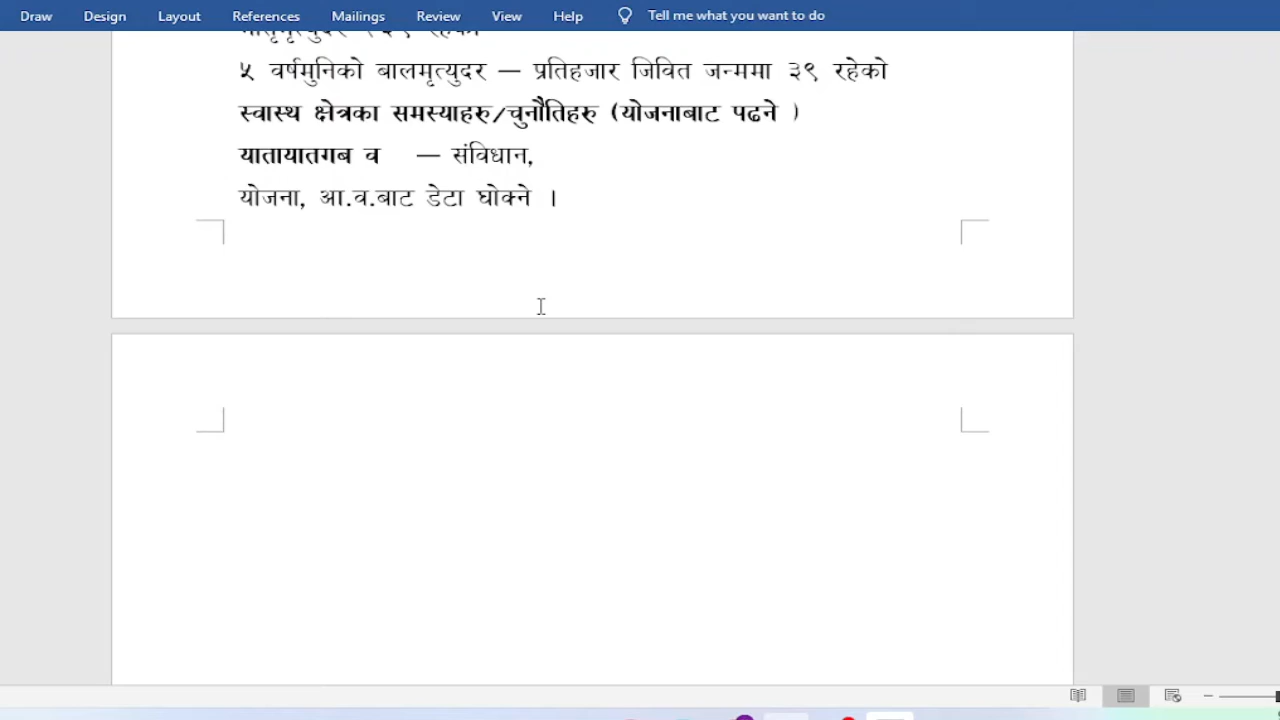 Draw Design Layout References Mailings Review View Help Tell me what you want to do
५ वर्षमुनिको बालमृत्युदर — प्रतिहजार जिवित जन्ममा ३९ रहेको
स्वास्थ क्षेत्रका समस्याहरु/चुनौतिहरु (योजनाबाट पढने )
यातायातगब व — संविधान,
योजना, आ.व.बाट डेटा घोक्ने ।